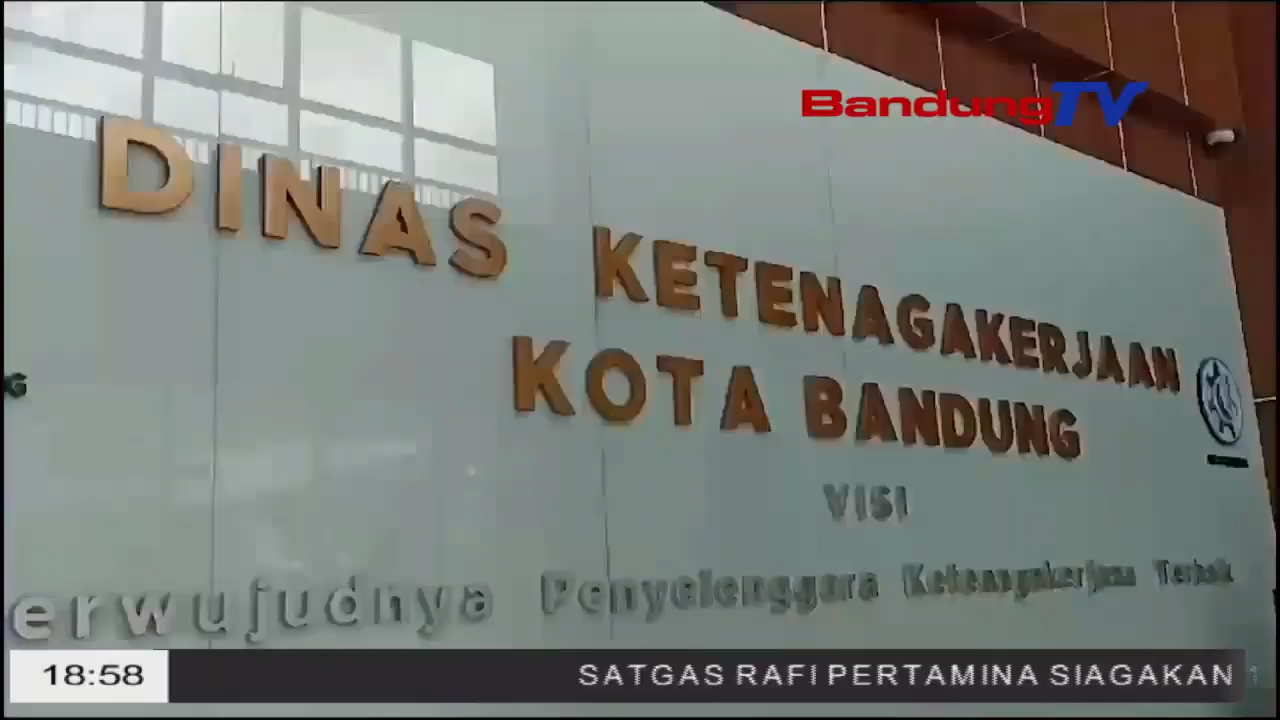 BandungTV
DINAS KETENAGAKERJAAN
KOTA BANDUNG
VISI
erwujudnya Penyelenggara Ketenagakerjaan Terbaik
18:58
SATGAS RAFI PERTAMINA SIAGAKAN